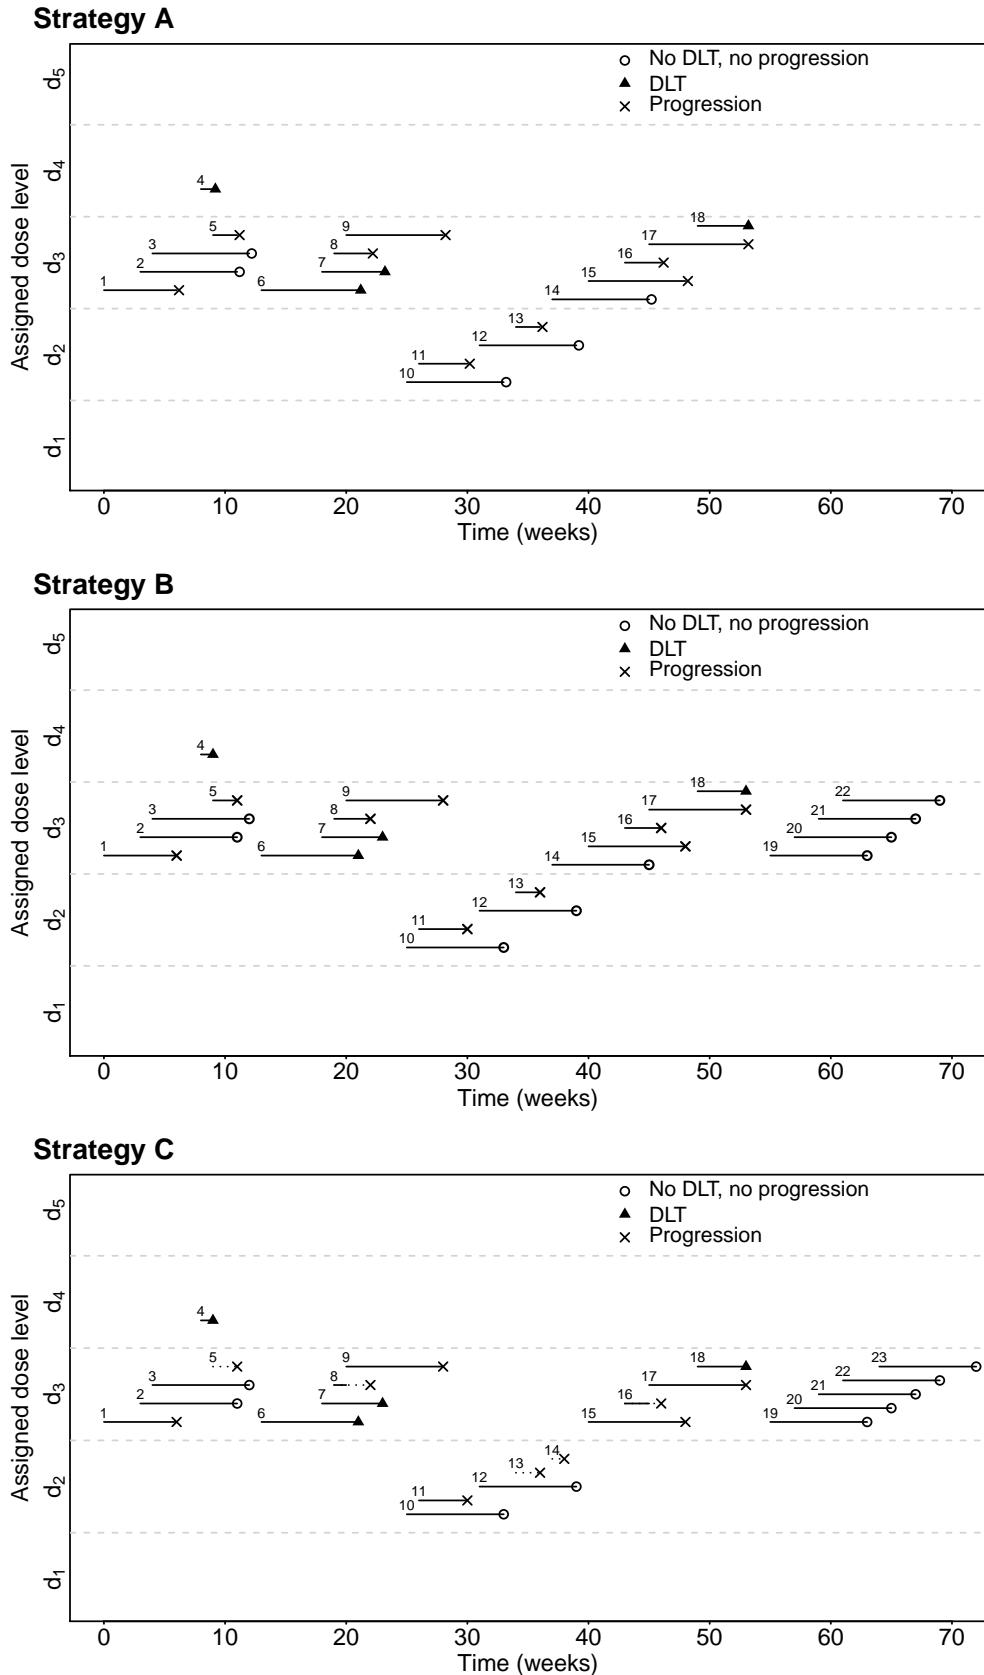 Strategy A
No DLT, no progression
DLT
Progression
Assigned dose level
d5
d4
d3
d2
d1
4
5
9
18
3
8
17
2
7
16
1
6
15
14
13
12
11
10
0 10 20 30 40 50 60 70
Time (weeks)
Strategy B
No DLT, no progression
DLT
Progression
Assigned dose level
d5
d4
d3
d2
d1
4
5
9
18
22
3
8
17
21
2
7
16
20
1
6
15
19
14
13
12
11
10
0 10 20 30 40 50 60 70
Time (weeks)
Strategy C
No DLT, no progression
DLT
Progression
Assigned dose level
d5
d4
d3
d2
d1
4
5
9
18
23
3
8
17
22
2
7
16
21
20
1
6
15
19
14
13
12
11
10
0 10 20 30 40 50 60 70
Time (weeks)